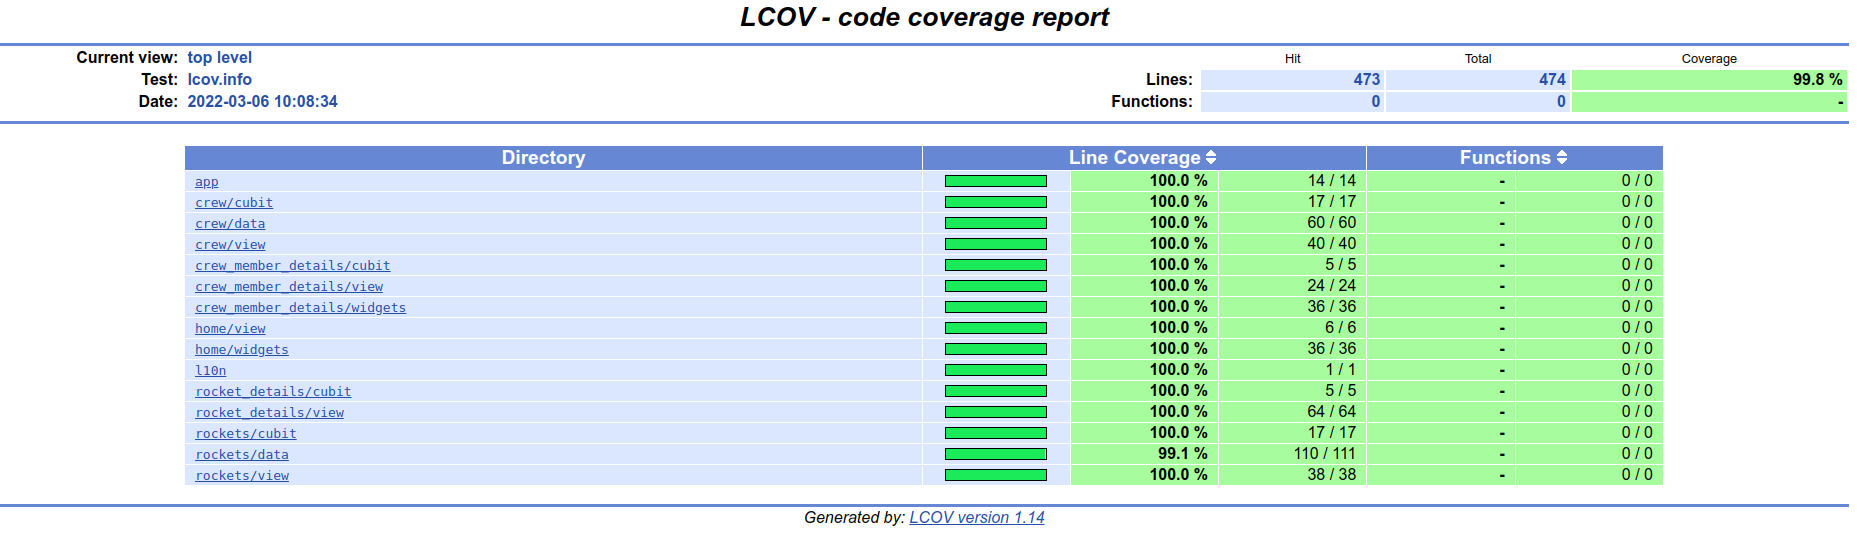 LCOV - code coverage report
Current view: top level
Hit Total Coverage
Test: lcov.info Lines: 473 474 99.8 %
Date: 2022-03-06 10:08:34 Functions: 0 0 -
Directory Line Coverage Functions
app 100.0 % 14 / 14 - 0 / 0
crew/cubit 100.0 % 17 / 17 - 0 / 0
crew/data 100.0 % 60 / 60 - 0 / 0
crew/view 100.0 % 40 / 40 - 0 / 0
crew_member_details/cubit 100.0 % 5 / 5 - 0 / 0
crew_member_details/view 100.0 % 24 / 24 - 0 / 0
crew_member_details/widgets 100.0 % 36 / 36 - 0 / 0
home/view 100.0 % 6 / 6 - 0 / 0
home/widgets 100.0 % 36 / 36 - 0 / 0
l10n 100.0 % 1 / 1 - 0 / 0
rocket_details/cubit 100.0 % 5 / 5 - 0 / 0
rocket_details/view 100.0 % 64 / 64 - 0 / 0
rockets/cubit 100.0 % 17 / 17 - 0 / 0
rockets/data 99.1 % 110 / 111 - 0 / 0
rockets/view 100.0 % 38 / 38 - 0 / 0
Generated by: LCOV version 1.14